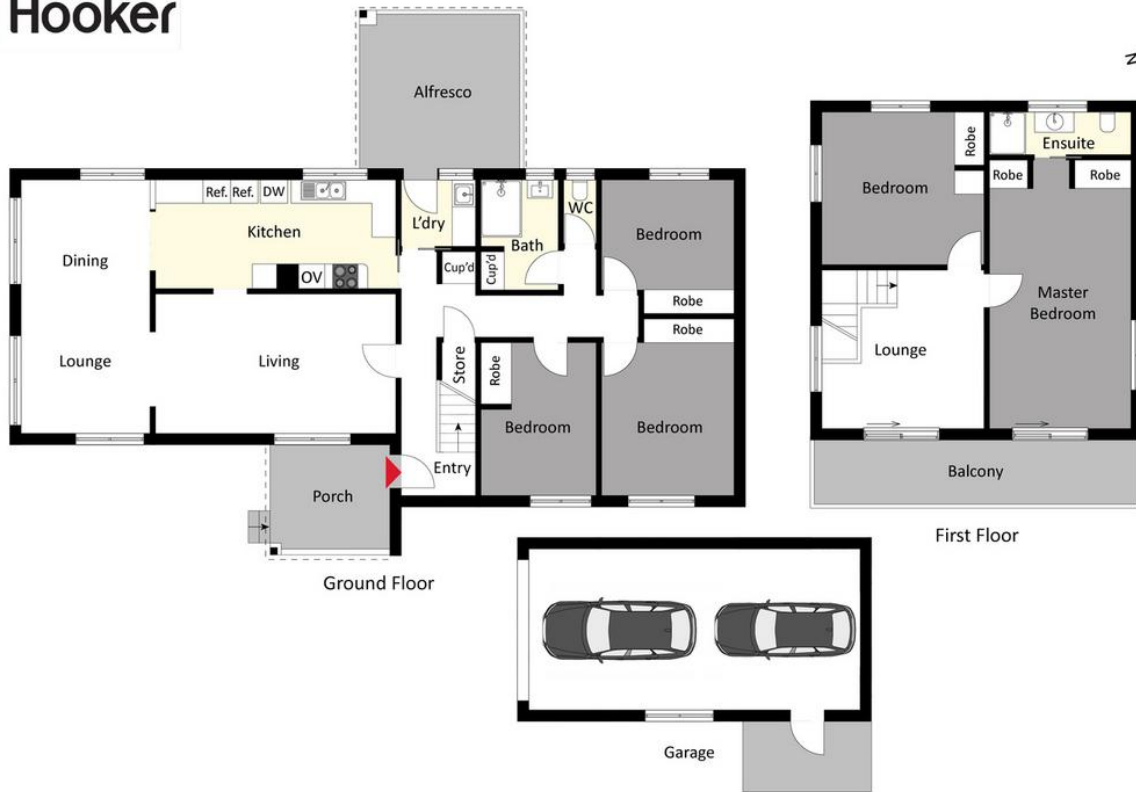 Hooker
Alfresco
N
Ref. Ref. DW
Kitchen
L'dry
Bath
WC
Bedroom
Dining
OV
Cup'd
Cup'd
Robe
Robe
Lounge
Living
Store
Robe
Bedroom
Bedroom
Entry
Porch
Ground Floor
Robe
Ensuite
Bedroom
Robe
Robe
Master
Bedroom
Lounge
Balcony
First Floor
Garage